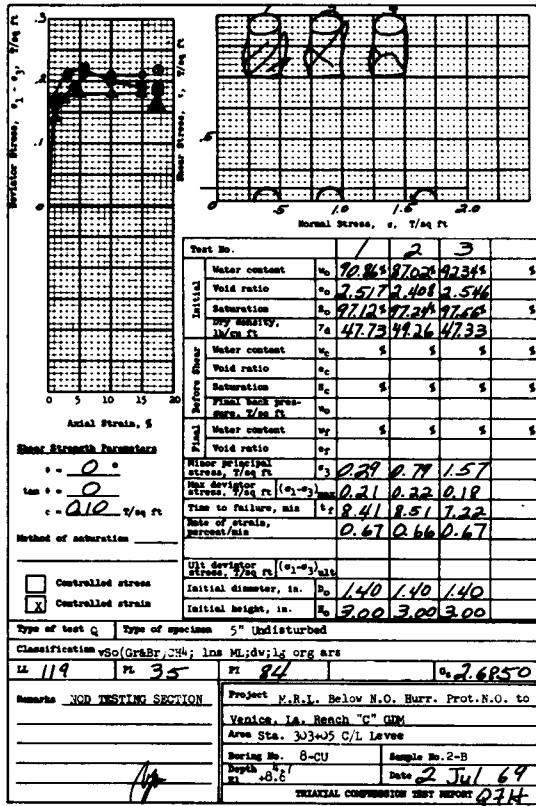 Deviator Stress, σ1 - σ3, T/sq ft
.3
.2
.1
0
0 5 10 15 20
Axial Strain, %
Shear Stress, τ, T/sq ft
.5
0
.5 1.0 1.5 2.0
Normal Stress, σ, T/sq ft
Shear Strength Parameters
φ = 0 °
tan φ = 0
c = 0.10 T/sq ft
Method of saturation
Controlled stress
X Controlled strain
Test No. 1 2 3
Initial
Water content w0 90.86% 87.02% 92.34% %
Void ratio e0 2.517 2.408 2.546
Saturation S0 97.12% 97.24% 97.56% %
Dry density, lb/cu ft γd 47.73 49.26 47.33
Before Shear
Water content wc % % % %
Void ratio ec
Saturation Sc % % % %
Final back pressure, T/sq ft u0
Final
Water content wf % % % %
Void ratio ef
Minor principal stress, T/sq ft σ3 0.29 0.79 1.57
Max deviator stress, T/sq ft (σ1-σ3)max 0.21 0.22 0.18
Time to failure, min tf 8.41 8.51 7.22
Rate of strain, percent/min 0.67 0.66 0.67
Ult deviator stress, T/sq ft (σ1-σ3)ult
Initial diameter, in. D0 1.40 1.40 1.40
Initial height, in. H0 3.00 3.00 3.00
Type of test Q Type of specimen 5" Undisturbed
Classification vSo(Gr&Br)CH4; lns ML;dw;lg org ars
LL 119 PL 35 PI 84 Gs 2.6850
Remarks NOD TESTING SECTION
Project M.R.L. Below N.O. Hurr. Prot.N.O. to
Venice, La. Reach "C" GDM
Area Sta. 303+05 C/L Levee
Boring No. 8-CU Sample No. 2-B
Depth El +8.6 Date 2 Jul 69
TRIAXIAL COMPRESSION TEST REPORT Q74